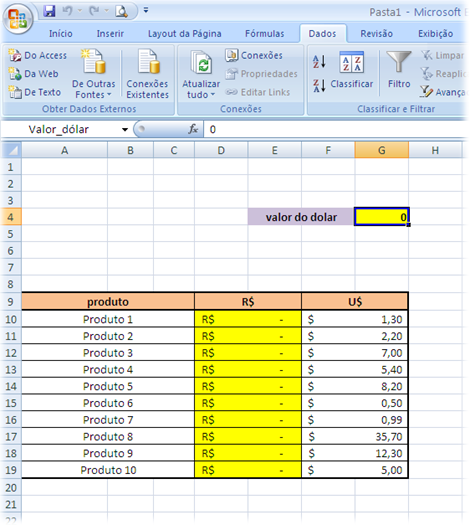 Pasta1 - Microsoft
Início Inserir Layout da Página Fórmulas Dados Revisão Exibição
Do Access
Da Web
De Texto
De Outras Fontes
Conexões Existentes
Obter Dados Externos
Atualizar tudo
Conexões
Propriedades
Editar Links
Conexões
A Z
Z A
Classificar
Filtro
Limpar
Avança
Classificar e Filtrar
Valor_dólar fx 0
A B C D E F G H
1
2
3
4 valor do dolar 0
5
6
7
8
9 produto R$ U$
10 Produto 1 R$ - $ 1,30
11 Produto 2 R$ - $ 2,20
12 Produto 3 R$ - $ 7,00
13 Produto 4 R$ - $ 5,40
14 Produto 5 R$ - $ 8,20
15 Produto 6 R$ - $ 0,50
16 Produto 7 R$ - $ 0,99
17 Produto 8 R$ - $ 35,70
18 Produto 9 R$ - $ 12,30
19 Produto 10 R$ - $ 5,00
20
21